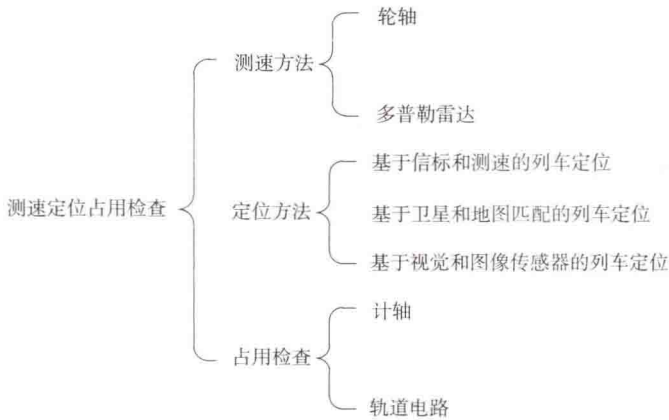 测速定位占用检查
测速方法
轮轴
多普勒雷达
定位方法
基于信标和测速的列车定位
基于卫星和地图匹配的列车定位
基于视觉和图像传感器的列车定位
占用检查
计轴
轨道电路